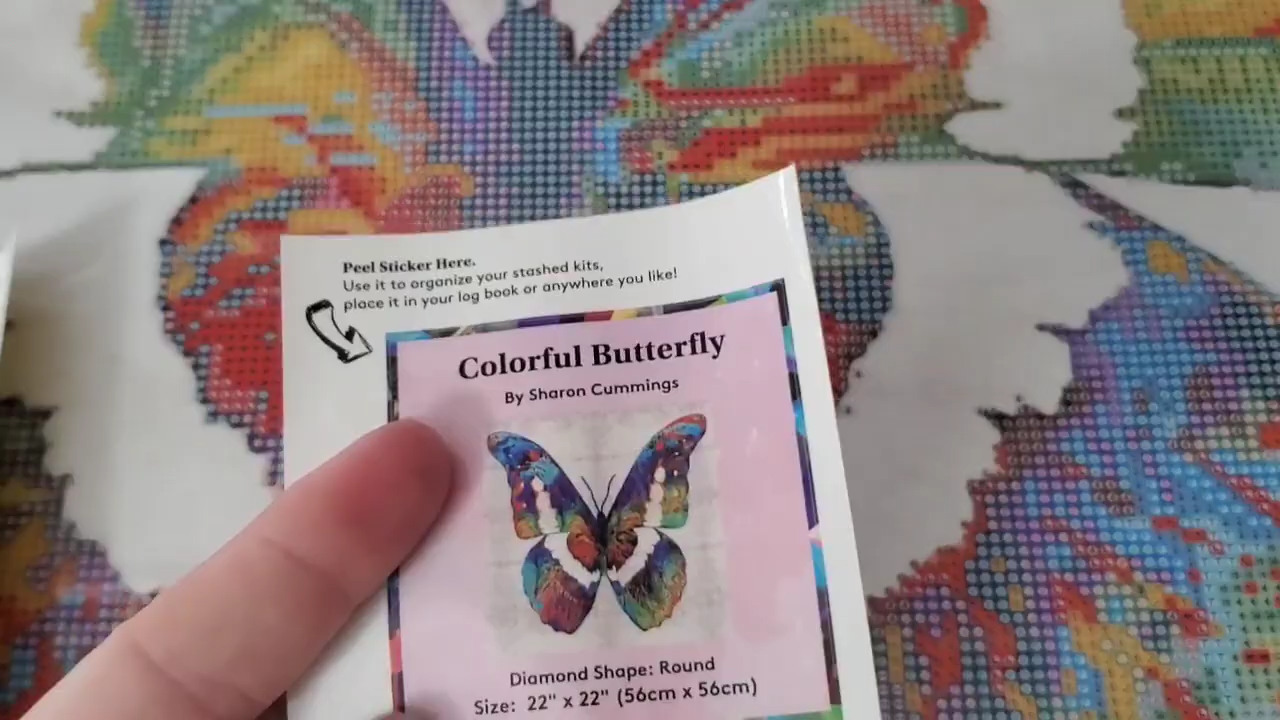 Peel Sticker Here.
Use it to organize your stashed kits,
place it in your log book or anywhere you like!
Colorful Butterfly
By Sharon Cummings
Diamond Shape: Round
Size: 22" x 22" (56cm x 56cm)